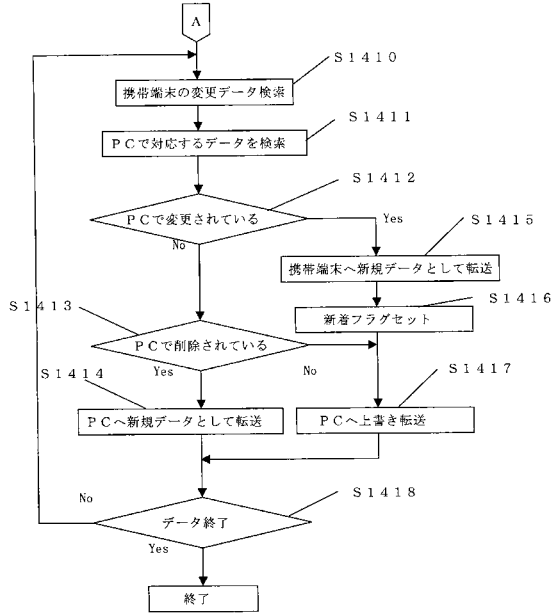 A
S1410
携帯端末の変更データ検索
S1411
PCで対応するデータを検索
S1412
PCで変更されている
Yes
No
S1415
携帯端末へ新規データとして転送
S1416
新着フラグセット
S1413
PCで削除されている
Yes
No
S1414
PCへ新規データとして転送
S1417
PCへ上書き転送
S1418
データ終了
No
Yes
終了